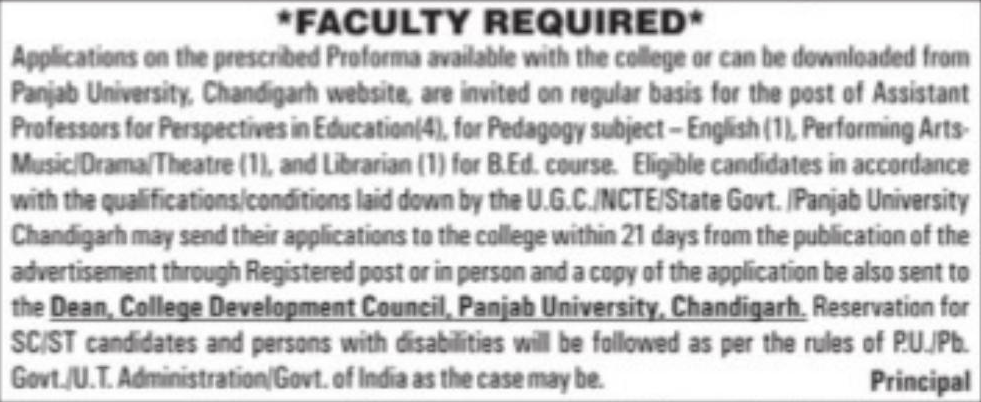 *FACULTY REQUIRED*
Applications on the prescribed Proforma available with the college or can be downloaded from
Panjab University, Chandigarh website, are invited on regular basis for the post of Assistant
Professors for Perspectives in Education(4), for Pedagogy subject – English (1), Performing Arts-
Music/Drama/Theatre (1), and Librarian (1) for B.Ed. course. Eligible candidates in accordance
with the qualifications/conditions laid down by the U.G.C./NCTE/State Govt. /Panjab University
Chandigarh may send their applications to the college within 21 days from the publication of the
advertisement through Registered post or in person and a copy of the application be also sent to
the Dean, College Development Council, Panjab University, Chandigarh. Reservation for
SC/ST candidates and persons with disabilities will be followed as per the rules of P.U./Pb.
Govt./U.T. Administration/Govt. of India as the case may be. Principal